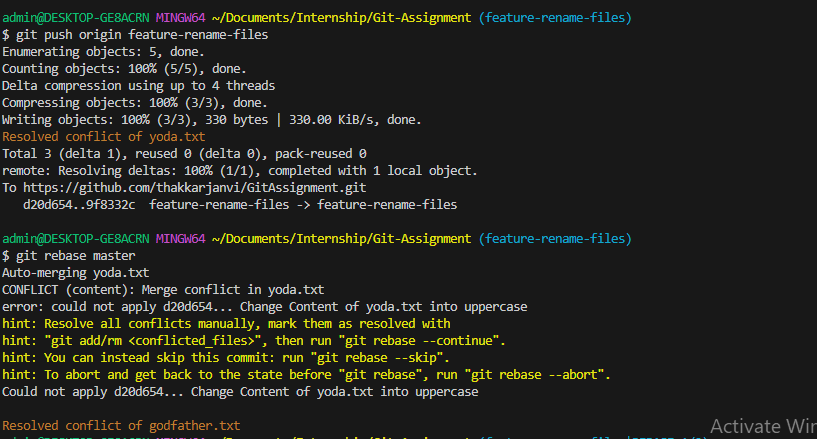 admin@DESKTOP-GE8ACRN MINGW64 ~/Documents/Internship/Git-Assignment (feature-rename-files)
$ git push origin feature-rename-files
Enumerating objects: 5, done.
Counting objects: 100% (5/5), done.
Delta compression using up to 4 threads
Compressing objects: 100% (3/3), done.
Writing objects: 100% (3/3), 330 bytes | 330.00 KiB/s, done.
Resolved conflict of yoda.txt
Total 3 (delta 1), reused 0 (delta 0), pack-reused 0
remote: Resolving deltas: 100% (1/1), completed with 1 local object.
To https://github.com/thakkarjanvi/GitAssignment.git
   d20d654..9f8332c  feature-rename-files -> feature-rename-files
admin@DESKTOP-GE8ACRN MINGW64 ~/Documents/Internship/Git-Assignment (feature-rename-files)
$ git rebase master
Auto-merging yoda.txt
CONFLICT (content): Merge conflict in yoda.txt
error: could not apply d20d654... Change Content of yoda.txt into uppercase
hint: Resolve all conflicts manually, mark them as resolved with
hint: "git add/rm <conflicted_files>", then run "git rebase --continue".
hint: You can instead skip this commit: run "git rebase --skip".
hint: To abort and get back to the state before "git rebase", run "git rebase --abort".
Could not apply d20d654... Change Content of yoda.txt into uppercase
Resolved conflict of godfather.txt
Activate Win